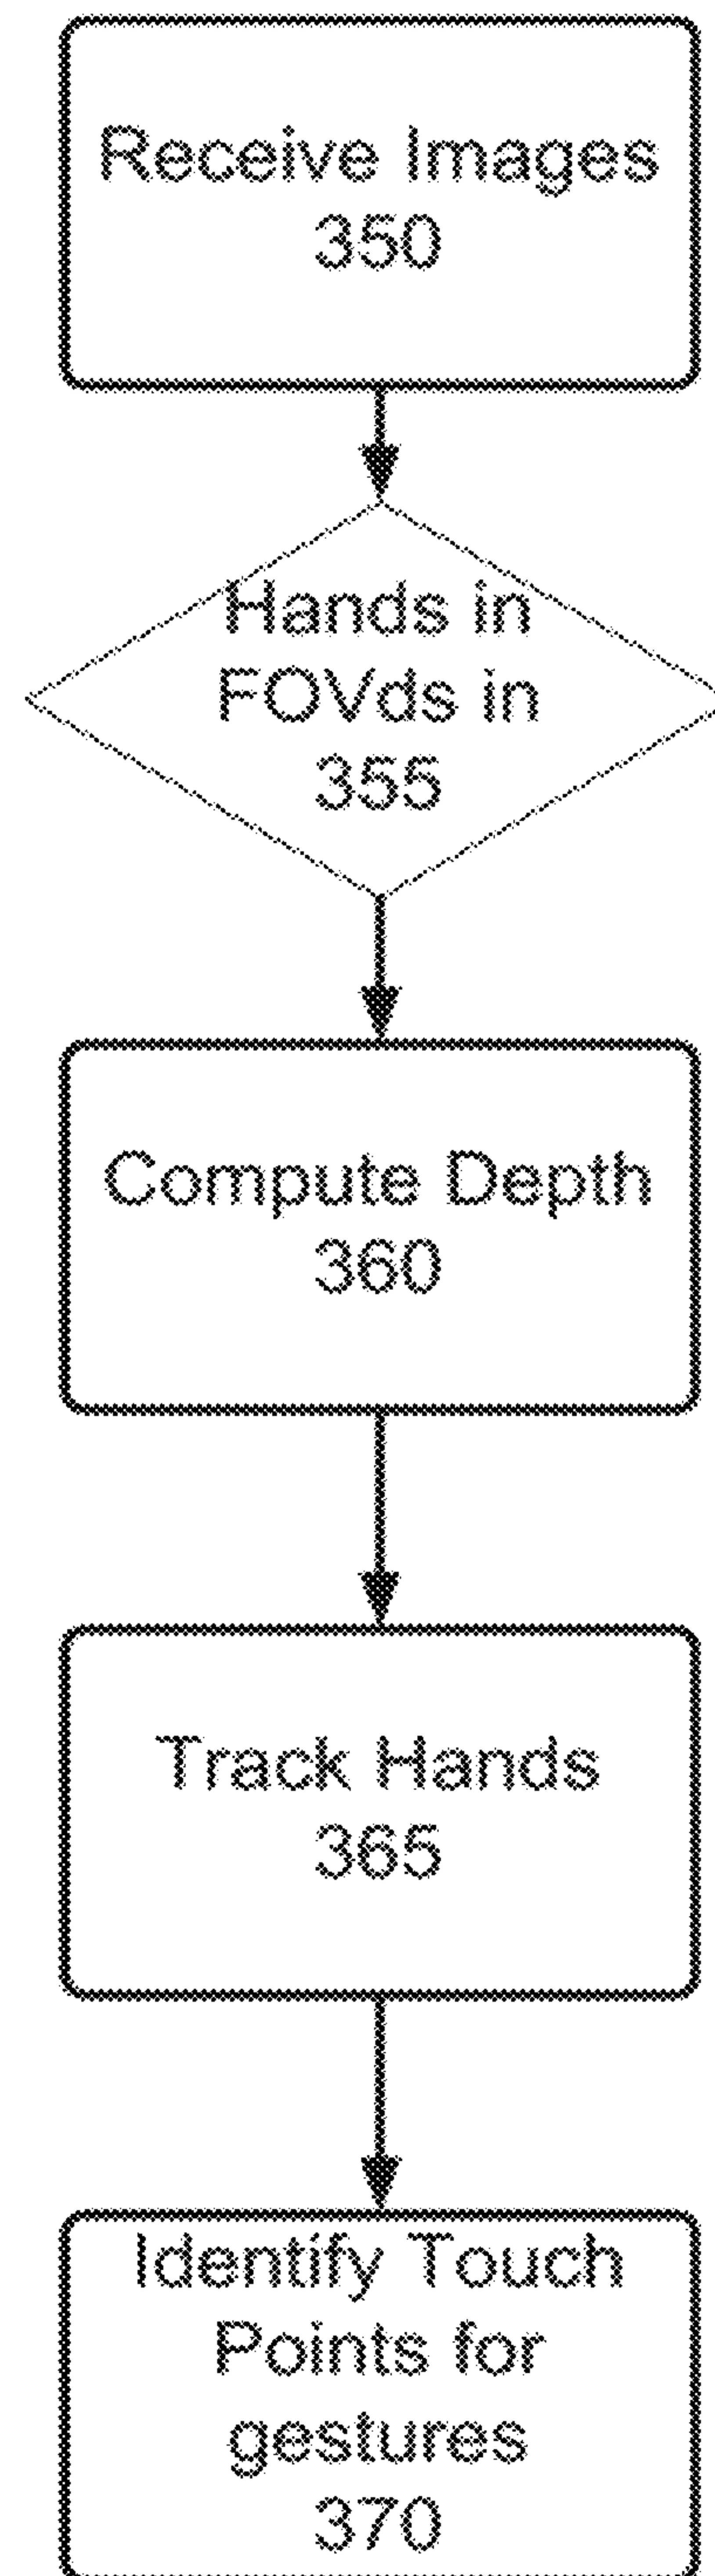 Receive Images
350
Hands in
FOVds in
355
Compute Depth
360
Track Hands
365
Identify Touch
Points for
gestures
370